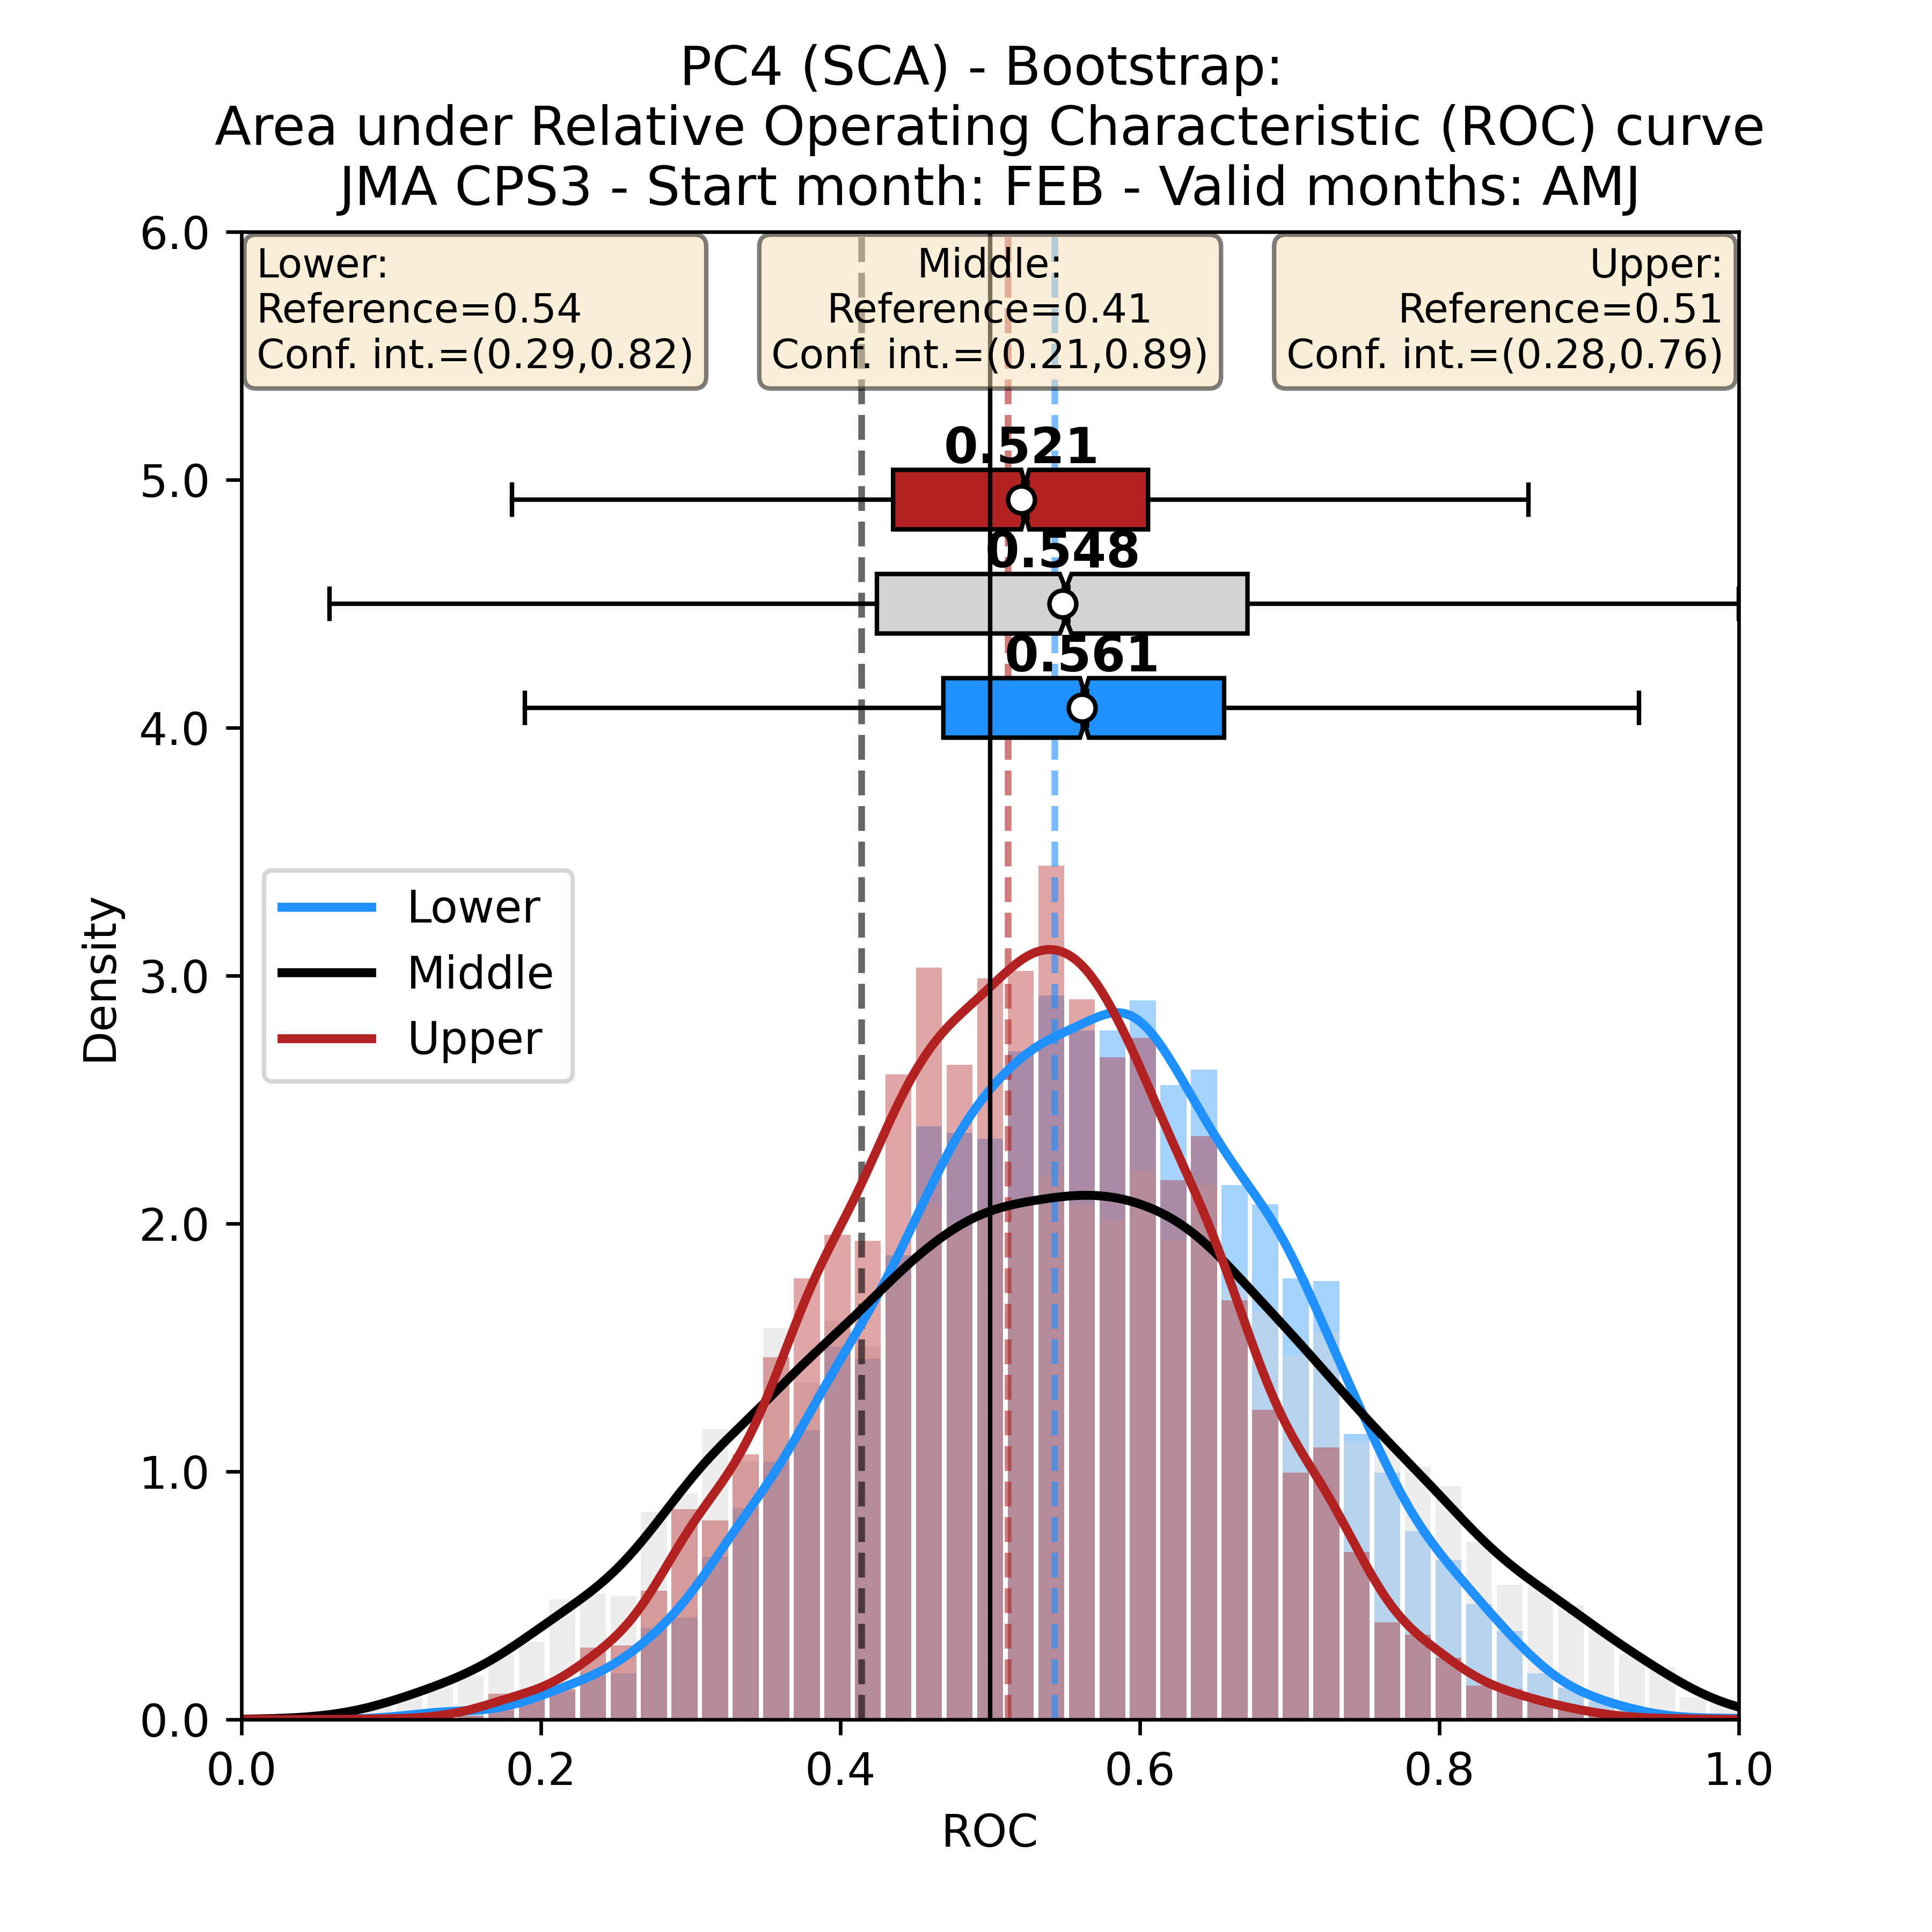 PC4 (SCA) - Bootstrap:
Area under Relative Operating Characteristic (ROC) curve
JMA CPS3 - Start month: FEB - Valid months: AMJ
6.0
Lower:
Reference=0.54
Conf. int.=(0.29,0.82)
Middle:
Reference=0.41
Conf. int.=(0.21,0.89)
Upper:
Reference=0.51
Conf. int.=(0.28,0.76)
0.521
5.0
0.548
0.561
4.0
Lower
Middle
Upper
Density
3.0
2.0
1.0
0.0
0.0 0.2 0.4 0.6 0.8 1.0
ROC